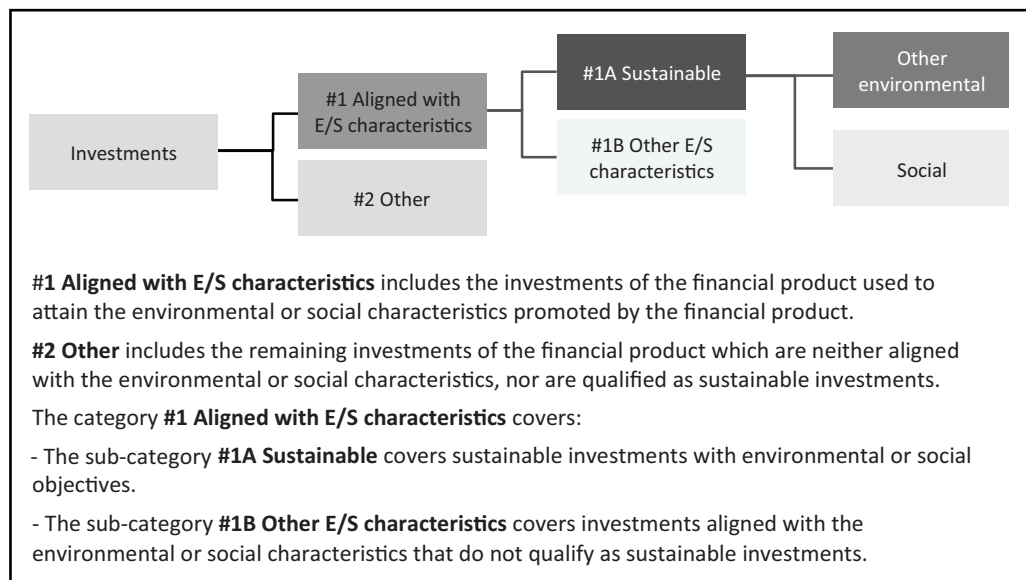 Investments
#1 Aligned with
E/S characteristics
#2 Other
#1A Sustainable
#1B Other E/S
characteristics
Other
environmental
Social
#1 Aligned with E/S characteristics includes the investments of the financial product used to
attain the environmental or social characteristics promoted by the financial product.
#2 Other includes the remaining investments of the financial product which are neither aligned
with the environmental or social characteristics, nor are qualified as sustainable investments.
The category #1 Aligned with E/S characteristics covers:
- The sub-category #1A Sustainable covers sustainable investments with environmental or social
objectives.
- The sub-category #1B Other E/S characteristics covers investments aligned with the
environmental or social characteristics that do not qualify as sustainable investments.